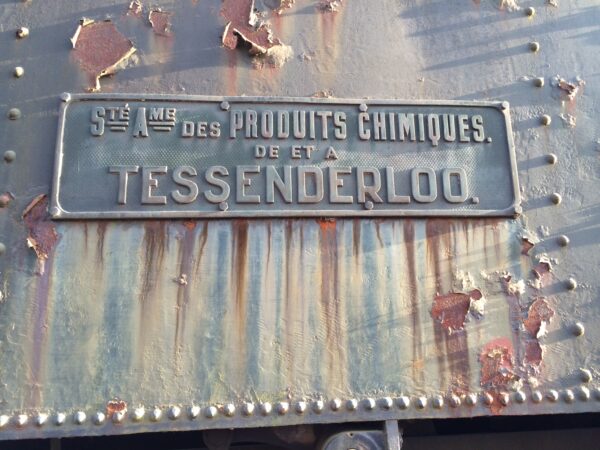 STÉ AME DES PRODUITS CHIMIQUES.
DE ET A
TESSENDERLOO.